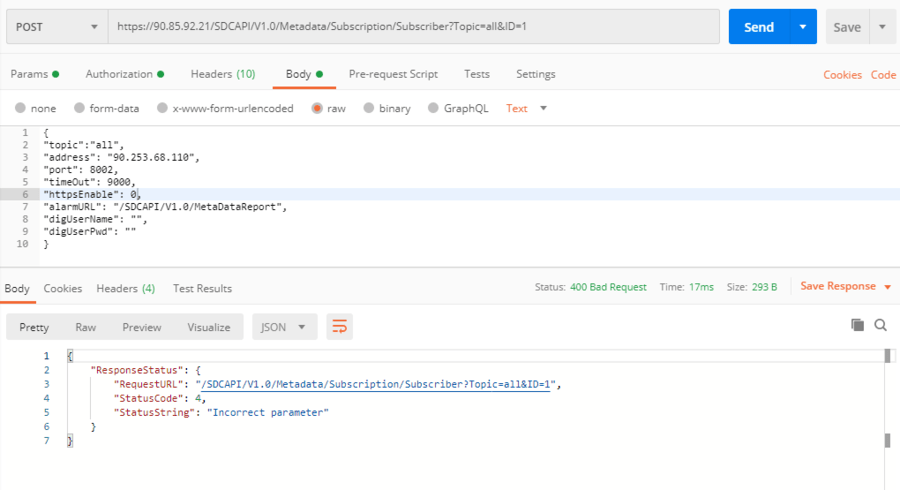 POST https://90.85.92.21/SDCAPI/V1.0/Metadata/Subscription/Subscriber?Topic=all&ID=1 Send Save
Params Authorization Headers (10) Body Pre-request Script Tests Settings Cookies Code
none form-data x-www-form-urlencoded raw binary GraphQL Text
1 {
2 "topic":"all",
3 "address": "90.253.68.110",
4 "port": 8002,
5 "timeOut": 9000,
6 "httpsEnable": 0,
7 "alarmURL": "/SDCAPI/V1.0/MetaDataReport",
8 "digUserName": "",
9 "digUserPwd": ""
10 }
Body Cookies Headers (4) Test Results Status: 400 Bad Request Time: 17ms Size: 293 B Save Response
Pretty Raw Preview Visualize JSON
1 {
2 "ResponseStatus": {
3 "RequestURL": "/SDCAPI/V1.0/Metadata/Subscription/Subscriber?Topic=all&ID=1",
4 "StatusCode": 4,
5 "StatusString": "Incorrect parameter"
6 }
7 }